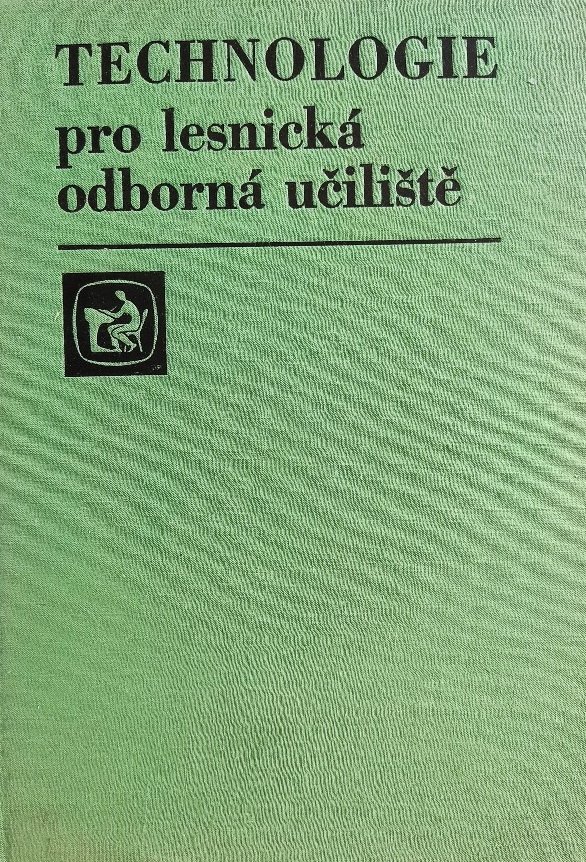 TECHNOLOGIE
pro lesnická
odborná učiliště